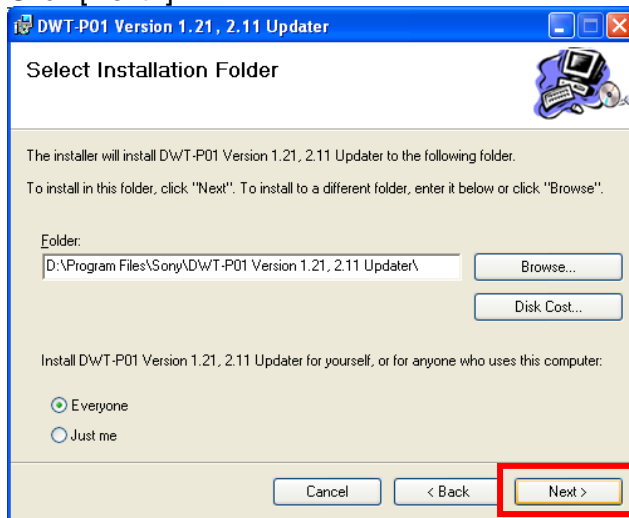 DWT-P01 Version 1.21, 2.11 Updater
Select Installation Folder
The installer will install DWT-P01 Version 1.21, 2.11 Updater to the following folder.
To install in this folder, click "Next". To install to a different folder, enter it below or click "Browse".
Folder:
D:\Program Files\Sony\DWT-P01 Version 1.21, 2.11 Updater\
Browse...
Disk Cost...
Install DWT-P01 Version 1.21, 2.11 Updater for yourself, or for anyone who uses this computer:
Everyone
Just me
Cancel
< Back
Next >